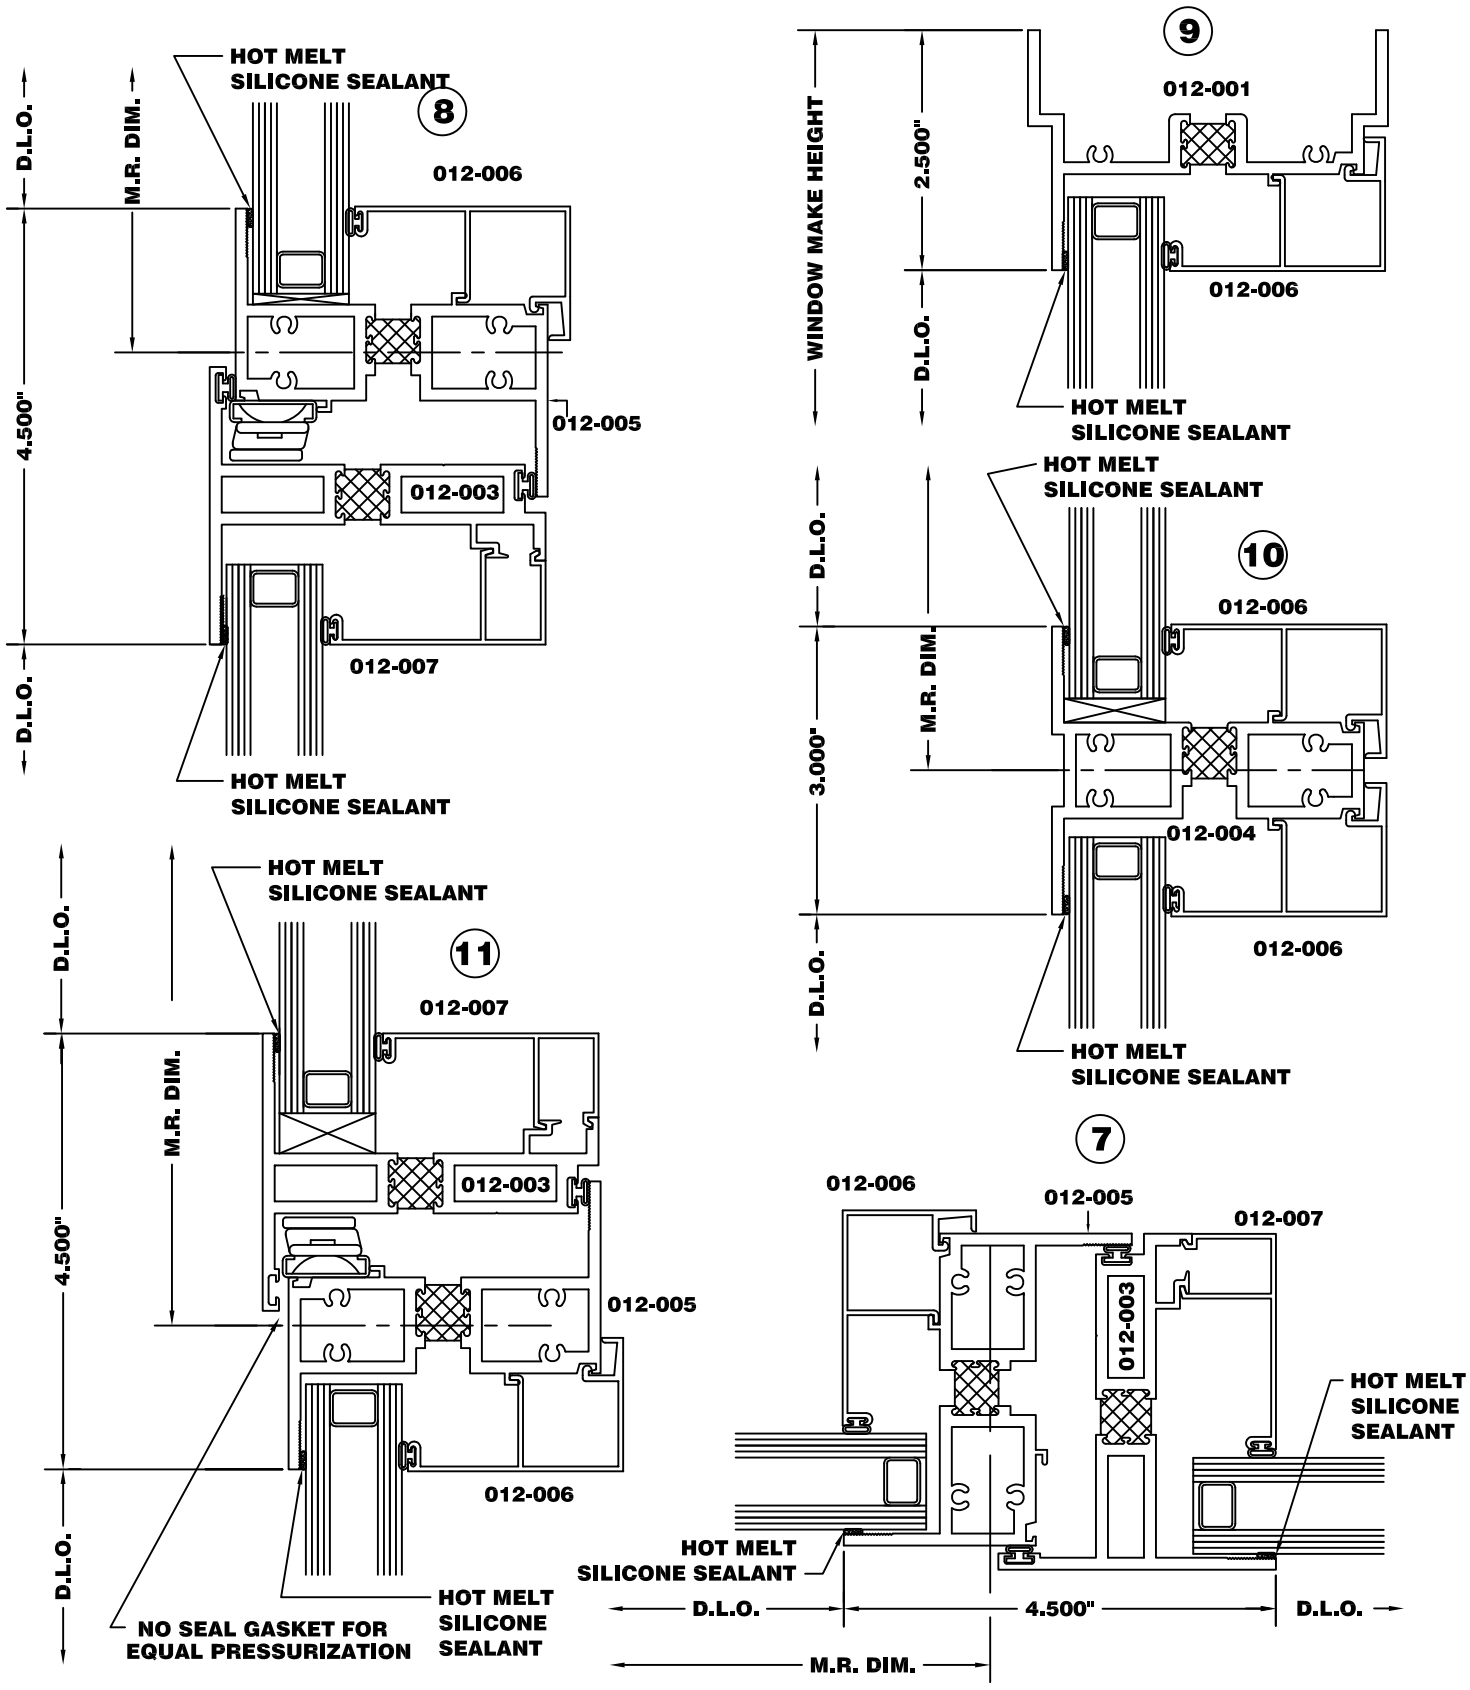 HOT MELT
SILICONE SEALANT
8
012-006
D.L.O.
M.R. DIM.
4.500"
012-005
012-003
D.L.O.
012-007
HOT MELT
SILICONE SEALANT
9
012-001
WINDOW MAKE HEIGHT
2.500"
D.L.O.
012-006
HOT MELT
SILICONE SEALANT
HOT MELT
SILICONE SEALANT
10
012-006
D.L.O.
M.R. DIM.
3.000"
012-004
D.L.O.
012-006
HOT MELT
SILICONE SEALANT
HOT MELT
SILICONE SEALANT
11
012-007
D.L.O.
M.R. DIM.
012-003
4.500"
012-005
012-006
D.L.O.
NO SEAL GASKET FOR
EQUAL PRESSURIZATION
HOT MELT
SILICONE
SEALANT
7
012-006
012-005
012-007
012-003
HOT MELT
SILICONE
SEALANT
HOT MELT
SILICONE SEALANT
D.L.O.
4.500"
D.L.O.
M.R. DIM.